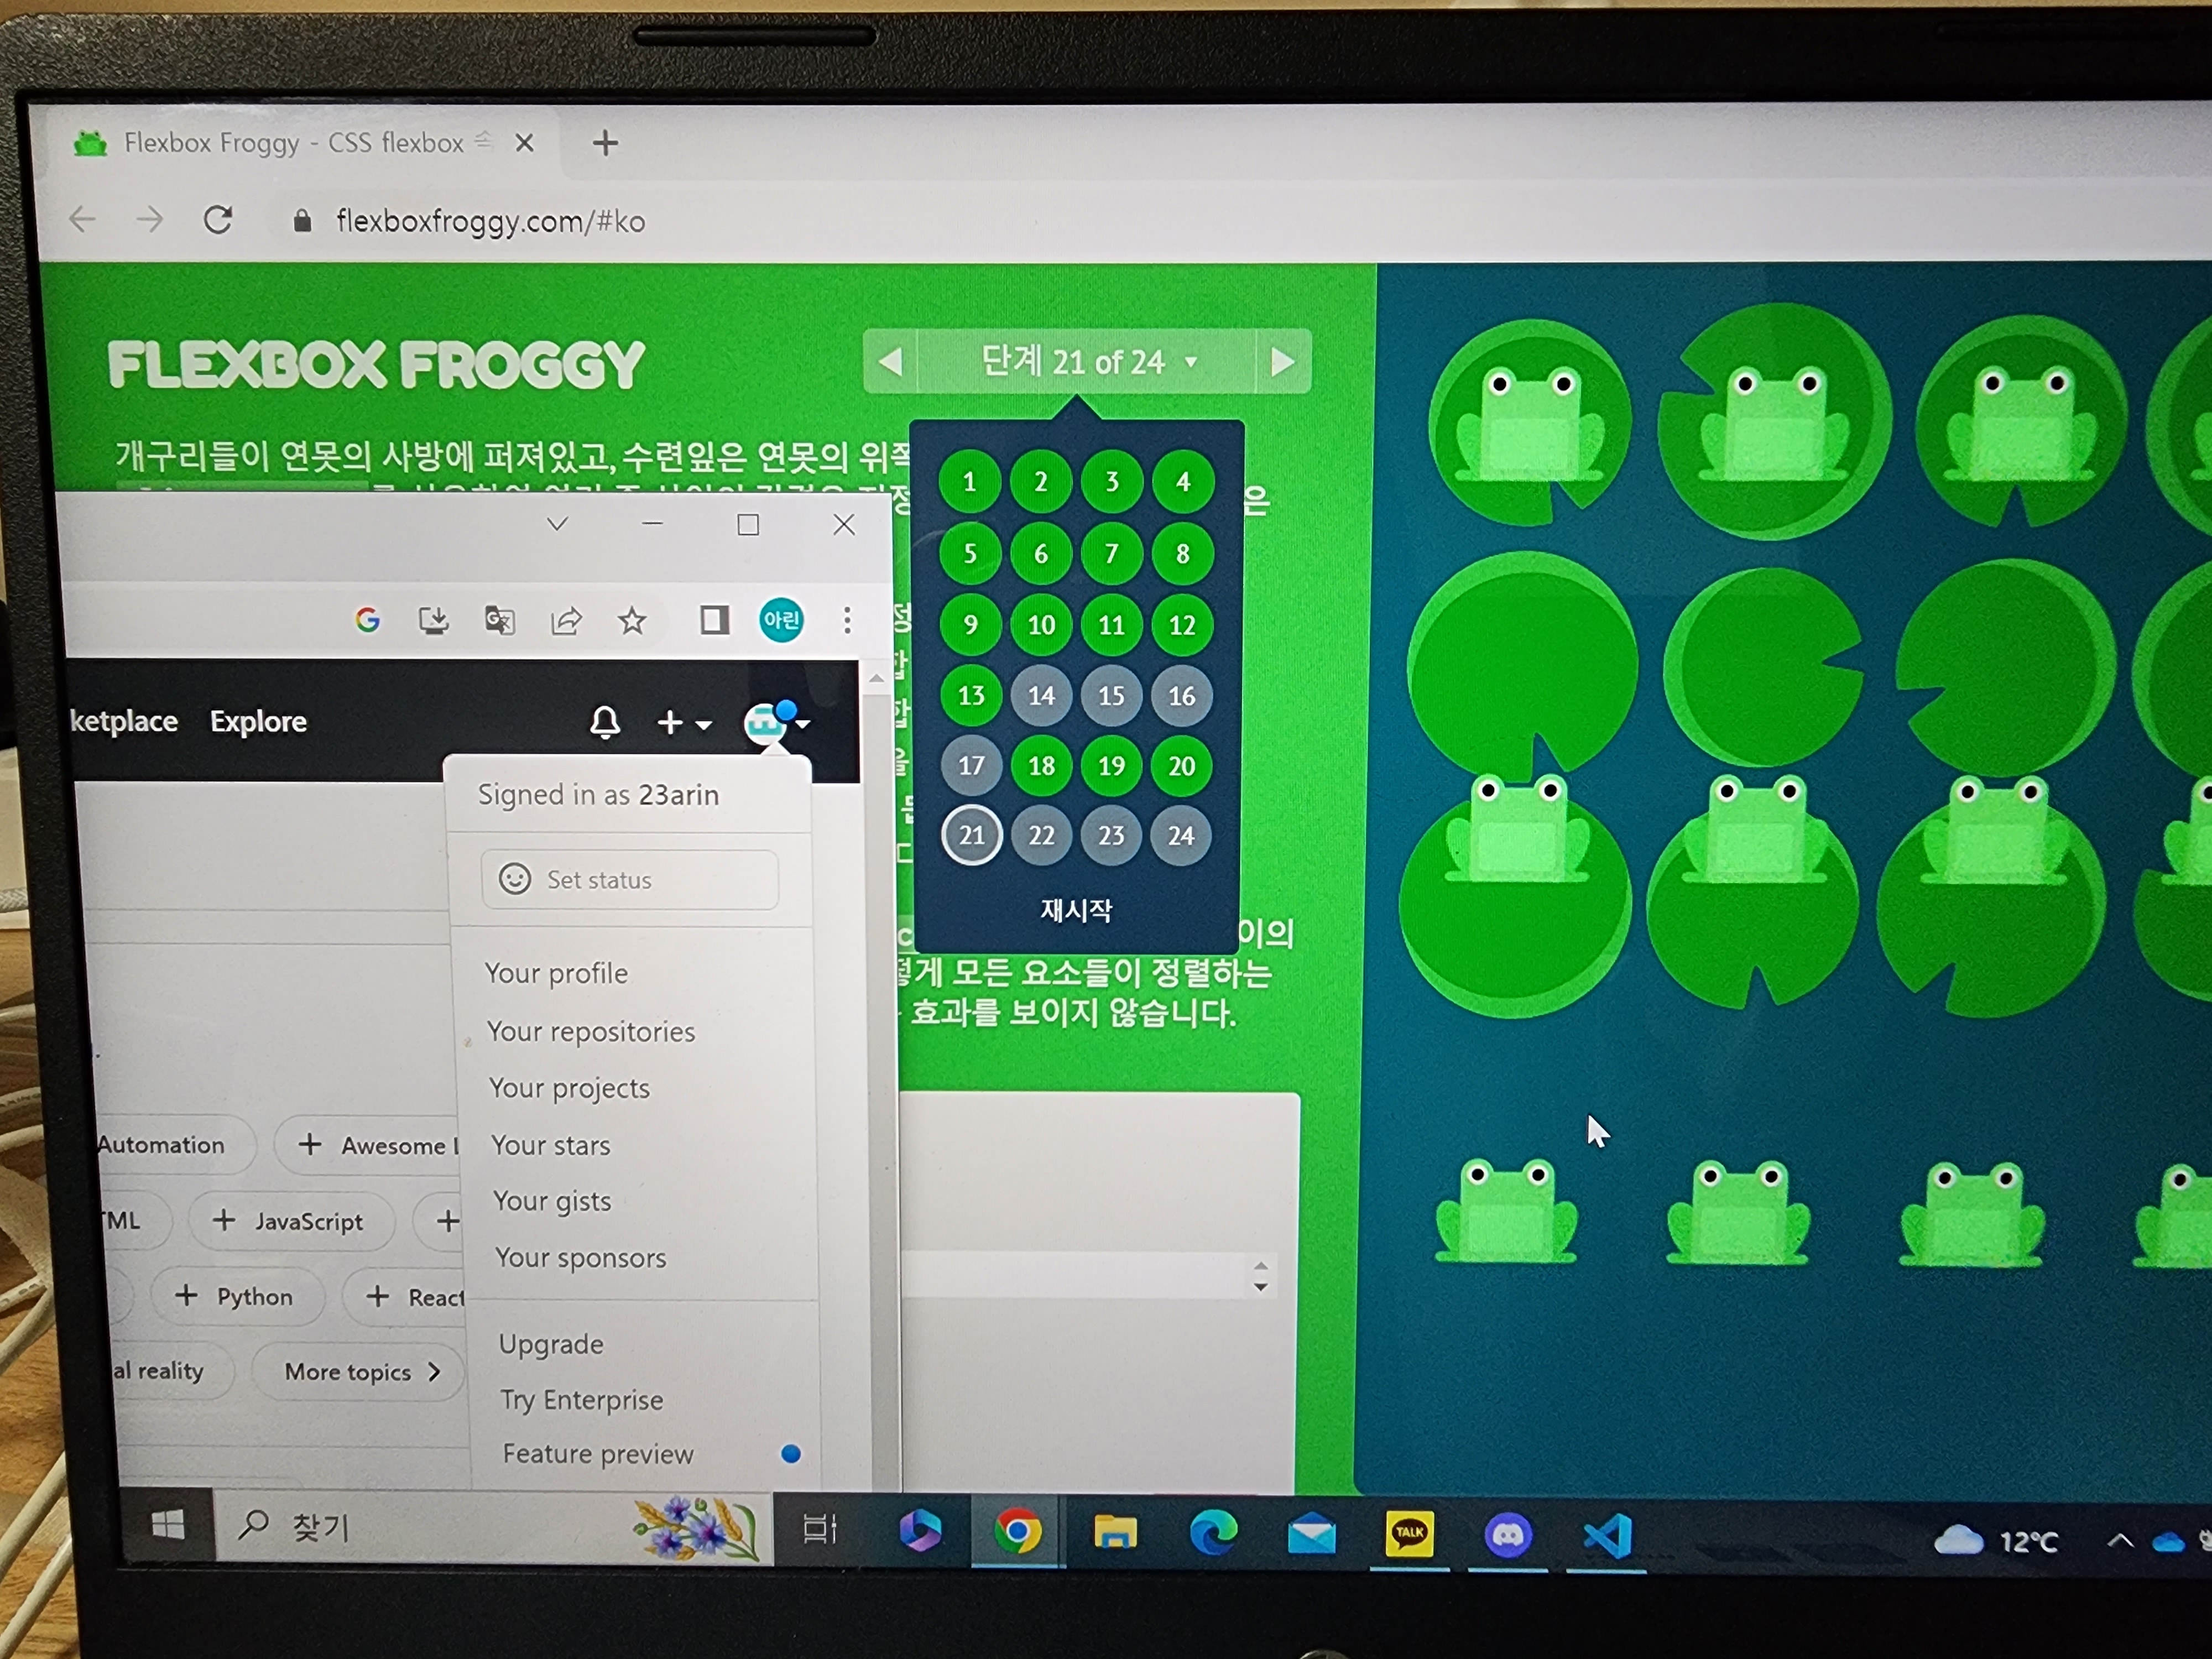 Flexbox Froggy - CSS flexbox
flexboxfroggy.com/#ko
FLEXBOX FROGGY
단계 21 of 24
개구리들이 연못의 사방에 퍼져있고, 수련잎은 연못의 위쪽
은
1 2 3 4
5 6 7 8
9 10 11 12
13 14 15 16
17 18 19 20
21 22 23 24
재시작
이의
렇게 모든 요소들이 정렬하는
효과를 보이지 않습니다.
아린
ketplace Explore
Signed in as 23arin
Set status
Your profile
Your repositories
Your projects
Your stars
Your gists
Your sponsors
Upgrade
Try Enterprise
Feature preview
Automation
Awesome
JavaScript
Python
React
al reality
More topics
찾기
TALK
12°C